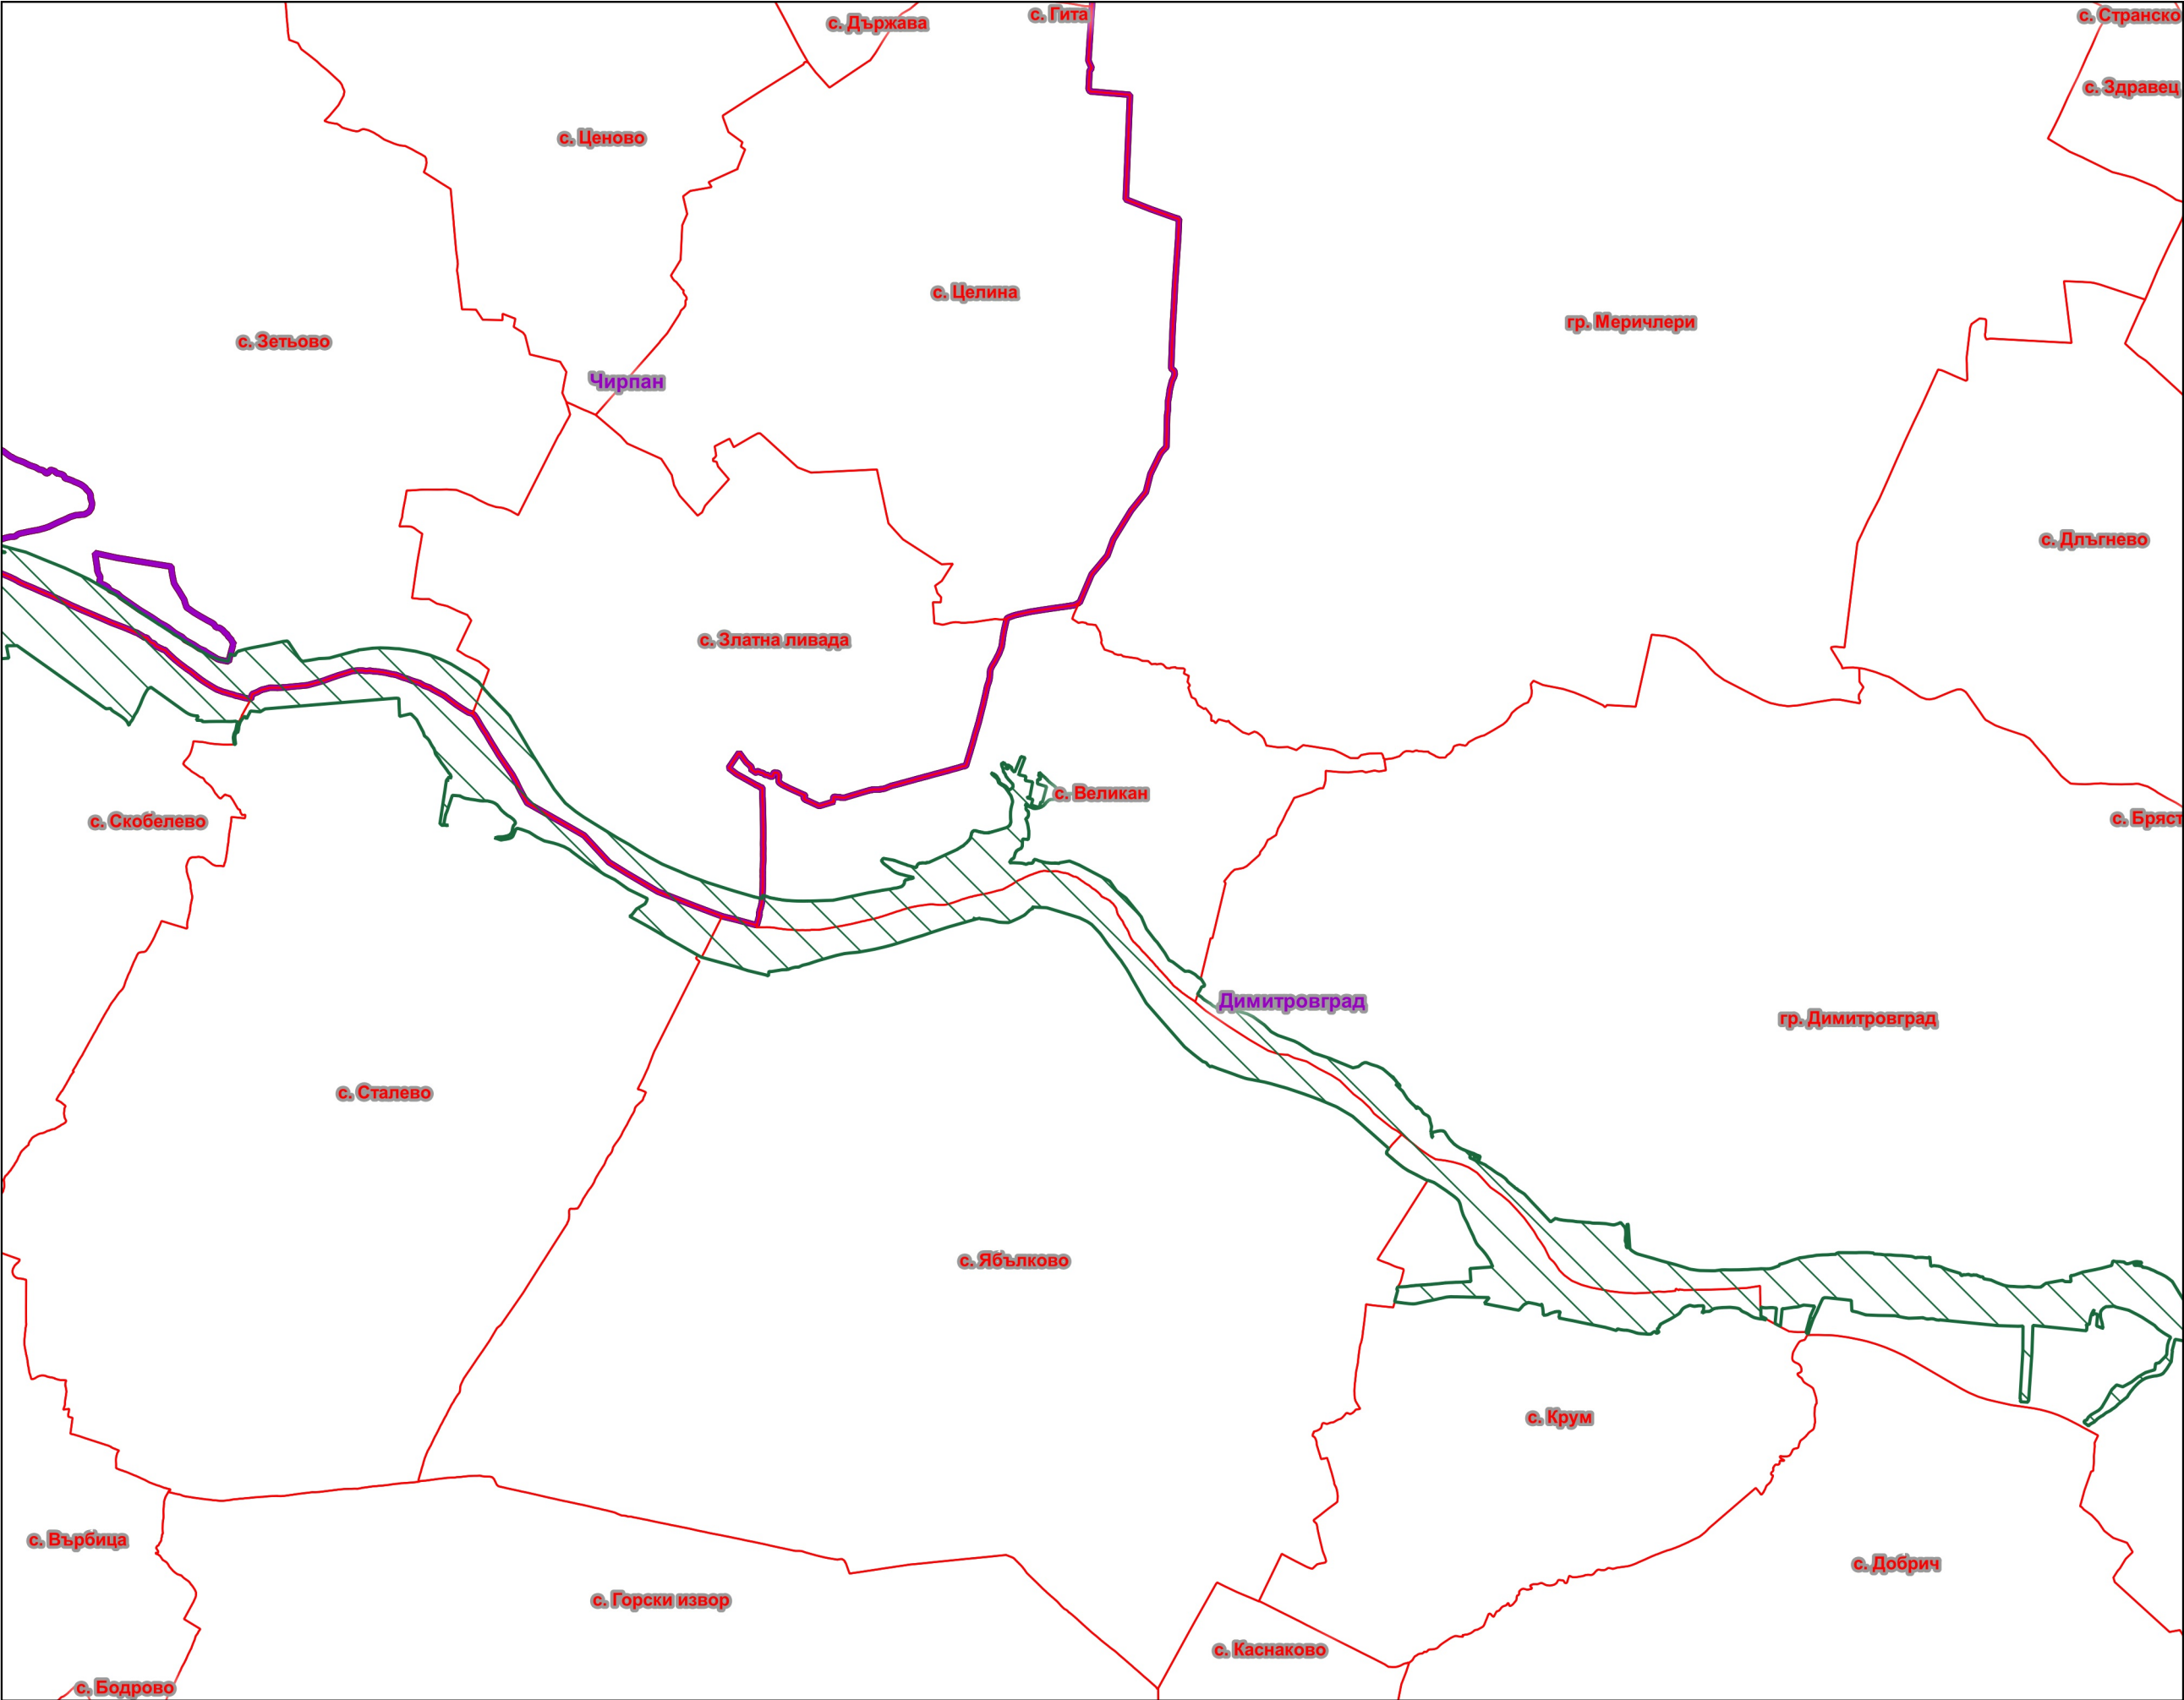 с. Гита
с. Странско
с. Държава
с. Здравец
с. Ценово
с. Целина
гр. Меричлери
с. Зетьово
Чирпан
с. Длъгнево
с. Златна ливада
с. Великан
с. Бряст
с. Скобелево
Димитровград
гр. Димитровград
с. Сталево
с. Ябълково
с. Крум
с. Върбица
с. Добрич
с. Горски извор
с. Каснаково
с. Бодрово